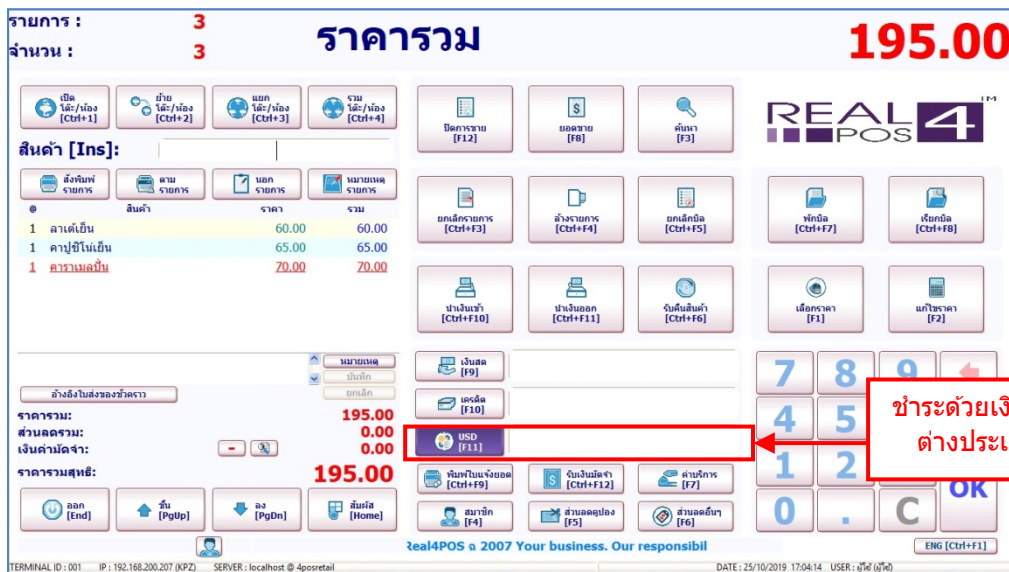 รายการ : 3
จำนวน : 3
ราคารวม
195.00
เปิด โต๊ะ/ห้อง [Ctrl+1]
ย้าย โต๊ะ/ห้อง [Ctrl+2]
แยก โต๊ะ/ห้อง [Ctrl+3]
รวม โต๊ะ/ห้อง [Ctrl+4]
ปิดการขาย [F12]
ยอดขาย [F8]
ค้นหา [F3]
REAL 4 POS TM
สินค้า [Ins]:
สั่งพิมพ์ รายการ
ตาม รายการ
นอก รายการ
หมายเหตุ รายการ
@ สินค้า ราคา รวม
1 ลาเต้เย็น 60.00 60.00
1 คาปูชิโน่เย็น 65.00 65.00
1 คาราเมลปั่น 70.00 70.00
ยกเลิกรายการ [Ctrl+F3]
ล้างรายการ [Ctrl+F4]
ยกเลิกบิล [Ctrl+F5]
พักบิล [Ctrl+F7]
เรียกบิล [Ctrl+F8]
นำเงินเข้า [Ctrl+F10]
นำเงินออก [Ctrl+F11]
รับคืนสินค้า [Ctrl+F6]
เลือกราคา [F1]
แก้ไขราคา [F2]
หมายเหตุ
บันทึก
ยกเลิก
อ้างอิงใบส่งของชั่วคราว
ราคารวม: 195.00
ส่วนลดรวม: 0.00
เงินค่ามัดจำ: - 0.00
ราคารวมสุทธิ: 195.00
เงินสด [F9]
เครดิต [F10]
USD [F11]
7 8 9
4 5
1 2
0 . C OK
ชำระด้วยเงิ
ต่างประเ
พิมพ์ใบแจ้งยอด [Ctrl+F9]
รับเงินมัดจำ [Ctrl+F12]
ค่าบริการ [F7]
สมาชิก [F4]
ส่วนลดคูปอง [F5]
ส่วนลดอื่นๆ [F6]
ออก [End]
ขึ้น [PgUp]
ลง [PgDn]
สัมผัส [Home]
Real4POS ฉ 2007 Your business. Our responsibil
ENG [Ctrl+F1]
TERMINAL ID : 001 IP : 192.168.200.207 (KPZ) SERVER : localhost @ 4posretail DATE : 25/10/2019 17:04:14 USER : ผู้ใช้ (ผู้ใช้)